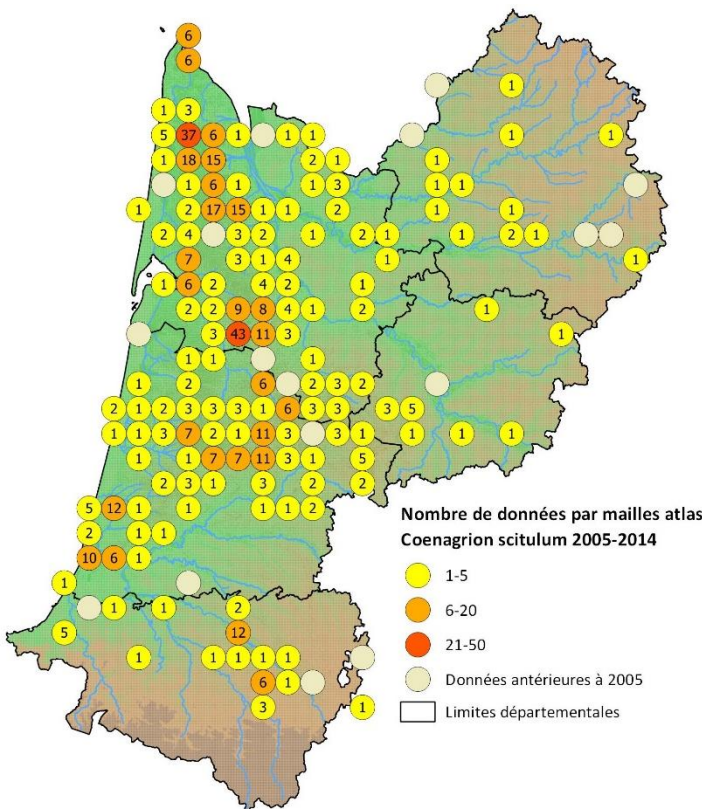 6
6
1 3
5 37 6 1 1 1 1 1
1 18 15 2 1 1
1 6 1 1 3 1 1
1 2 17 15 1 1 2 1 1
2 4 3 2 1 2 1 1 2 1
7 3 1 4 1 1
1 6 2 4 2 1
2 2 9 8 4 1 2 1
3 43 11 3 1
1 1 1
1 2 6 2 3 2
2 1 2 3 3 3 1 6 3 3 3 5
1 1 3 7 2 1 11 3 3 1 1 1 1
1 1 7 7 11 3 1 5
2 3 1 3 2 2
5 12 1 1 1 1 2
2 1 1
10 6 1
1
1 1 2
5 12
1 1 1 1 1
6 1
3 1
Nombre de données par mailles atlas
Coenagrion scitulum 2005-2014
1-5
6-20
21-50
Données antérieures à 2005
Limites départementales